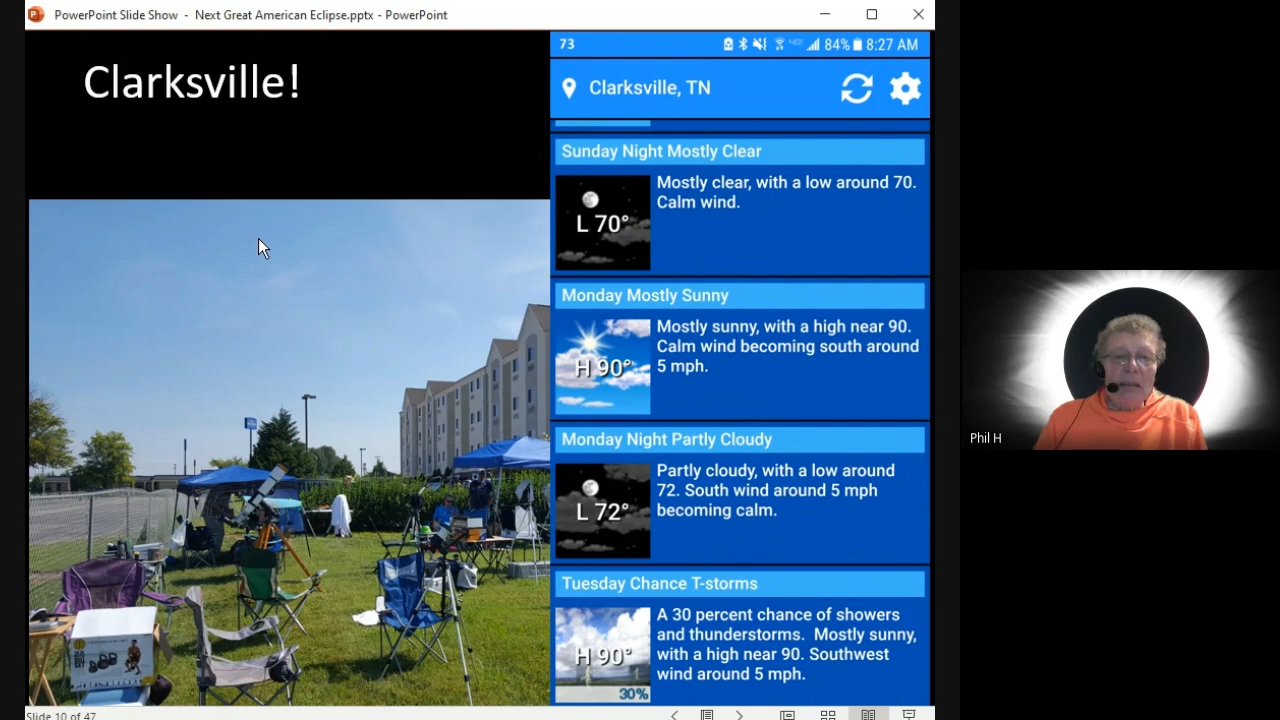 PowerPoint Slide Show - Next Great American Eclipse.pptx - PowerPoint
Clarksville!
73
84%
8:27 AM
Clarksville, TN
Sunday Night Mostly Clear
L 70°
Mostly clear, with a low around 70.
Calm wind.
Monday Mostly Sunny
H 90°
Mostly sunny, with a high near 90.
Calm wind becoming south around
5 mph.
Monday Night Partly Cloudy
L 72°
Partly cloudy, with a low around
72. South wind around 5 mph
becoming calm.
Tuesday Chance T-storms
H 90°
30%
A 30 percent chance of showers
and thunderstorms. Mostly sunny,
with a high near 90. Southwest
wind around 5 mph.
Phil H
Slide 10 of 47